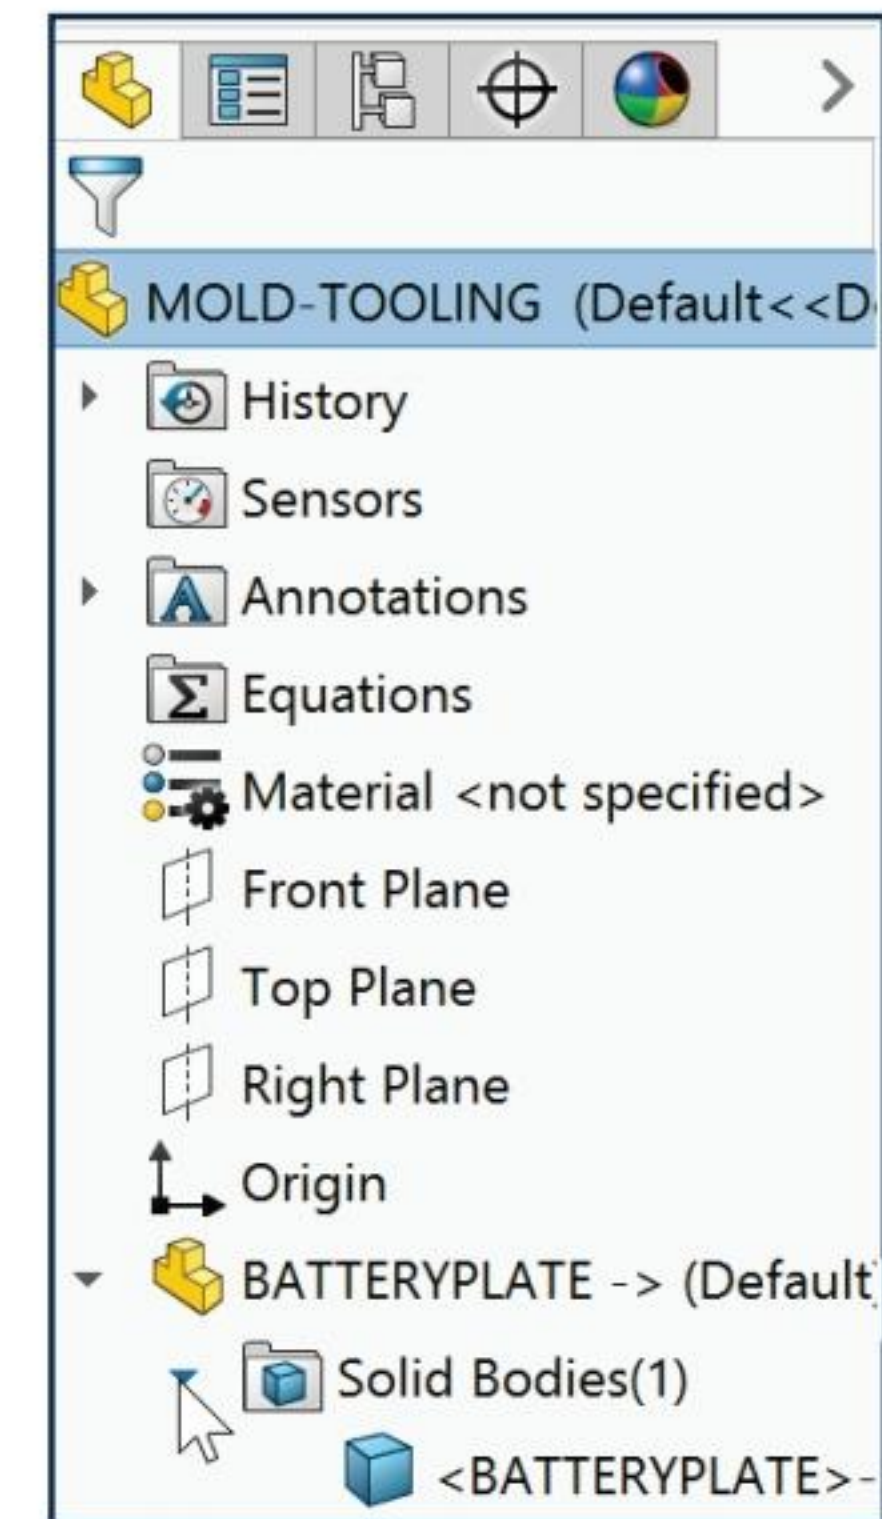 MOLD-TOOLING (Default<<D
History
Sensors
Annotations
Equations
Material <not specified>
Front Plane
Top Plane
Right Plane
Origin
BATTERYPLATE -> (Default
Solid Bodies(1)
<BATTERYPLATE>-